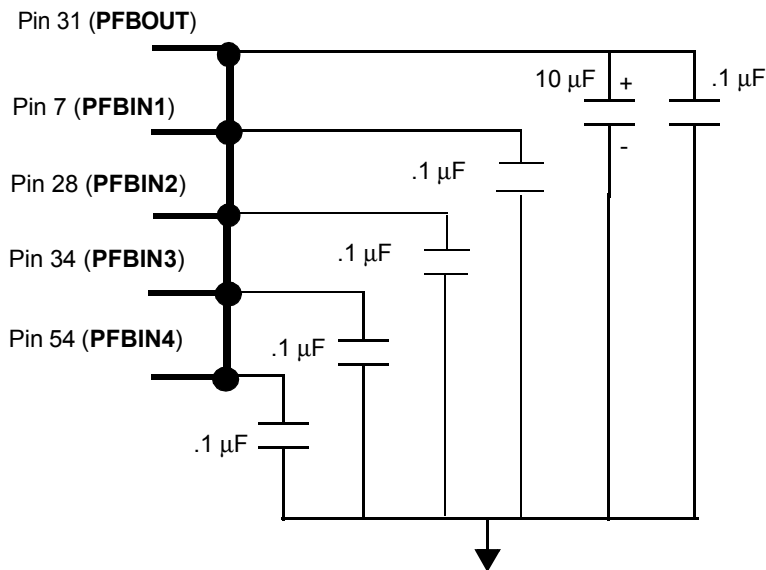 Pin 31 (PFBOUT)
10 μF + .1 μF
Pin 7 (PFBIN1)
-
.1 μF
Pin 28 (PFBIN2)
.1 μF
Pin 34 (PFBIN3)
.1 μF
Pin 54 (PFBIN4)
.1 μF